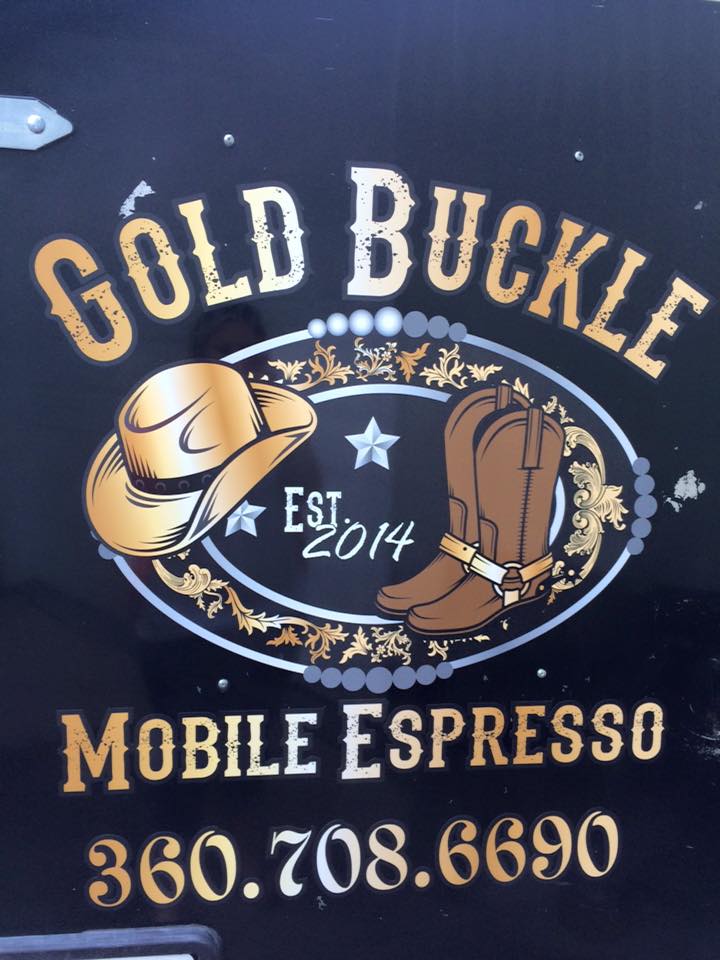 GOLD BUCKLE
EST.
2014
MOBILE ESPRESSO
360.708.6690